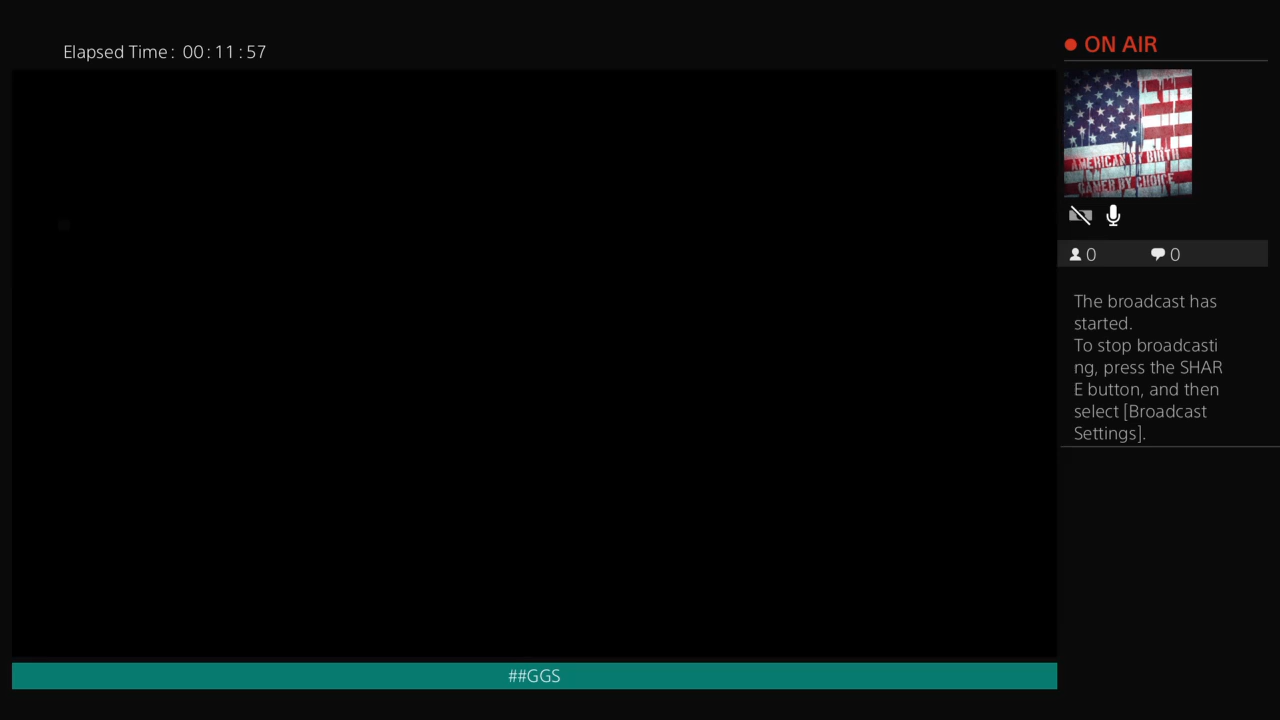 Elapsed Time: 00:11:57
ON AIR
AMERICAN BY BIRTH
GAMER BY CHOICE
0 0
The broadcast has
started.
To stop broadcasti
ng, press the SHAR
E button, and then
select [Broadcast
Settings].
##GGS